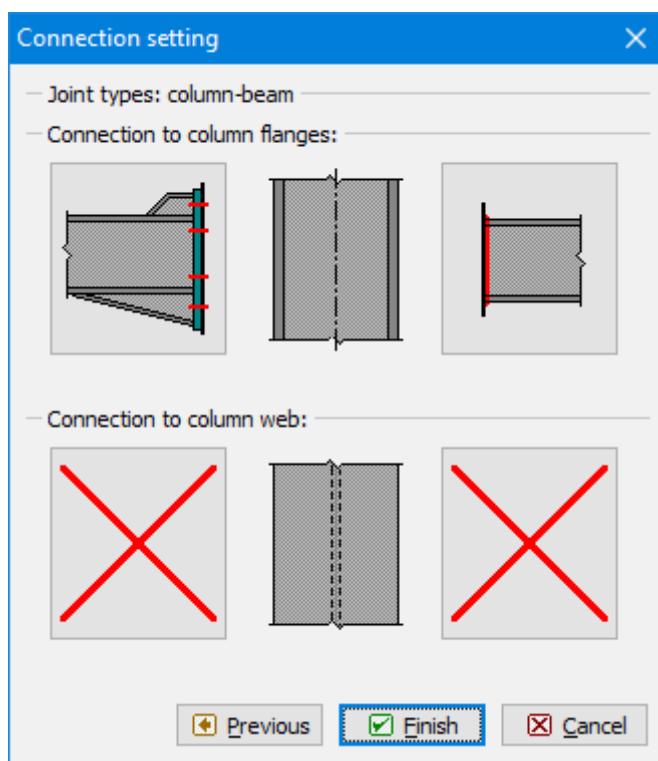 Connection setting
Joint types: column-beam
Connection to column flanges:
Connection to column web:
Previous
Finish
Cancel